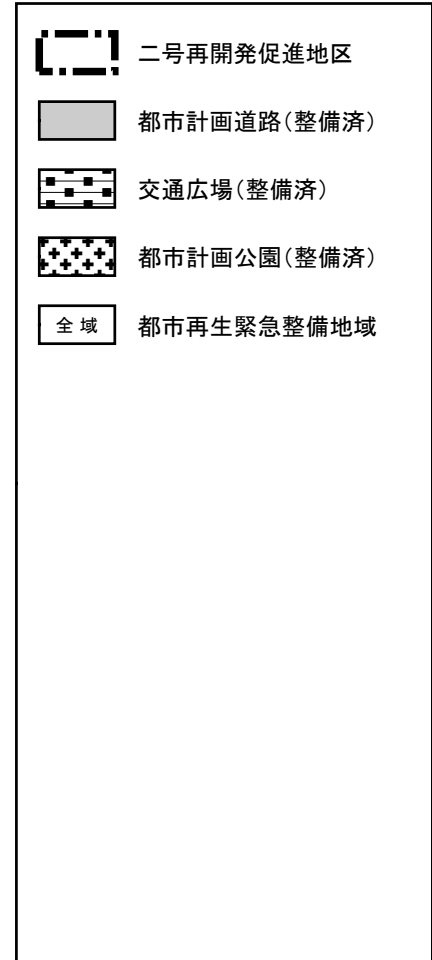 二号再開発促進地区
都市計画道路(整備済)
交通広場(整備済)
都市計画公園(整備済)
全域 都市再生緊急整備地域